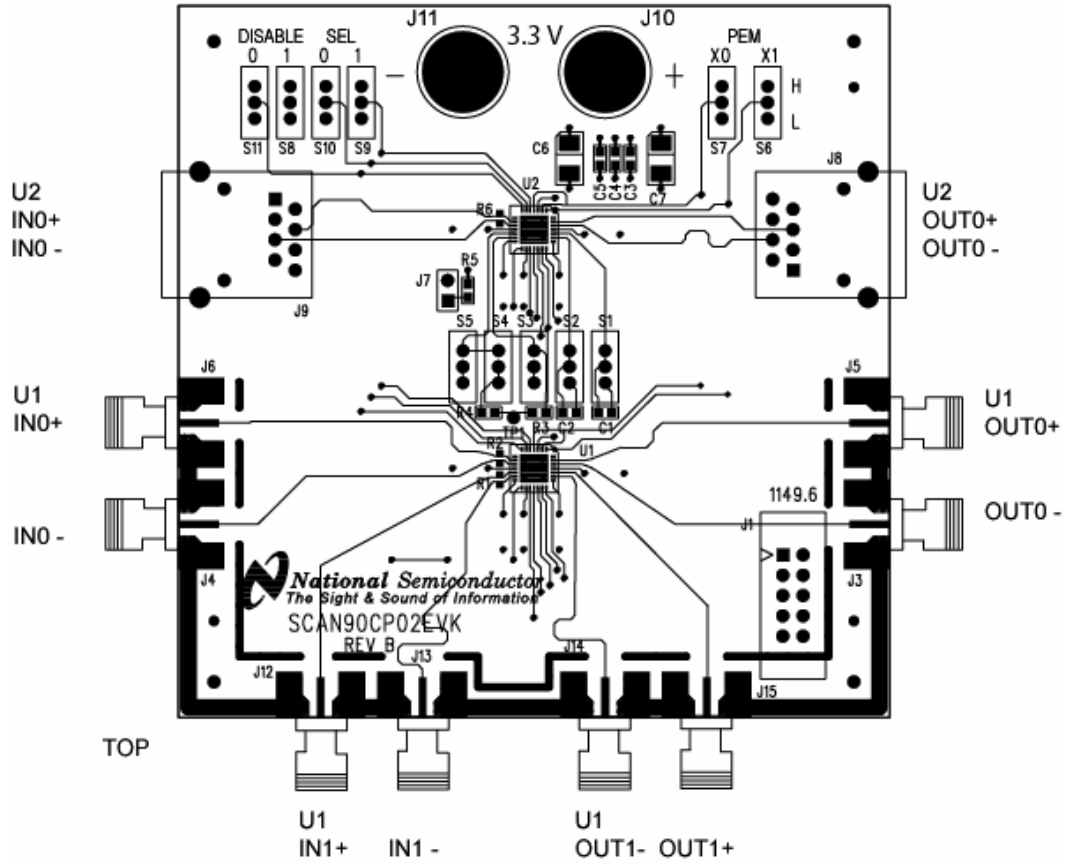 J11 J10
3.3 V
DISABLE SEL PEM
0 1 0 1 X0 X1
- +
H
L
S11 S8 S10 S9 C6 C5 C4 C3 C7 S7 S6
J8
U2
IN0+
IN0 -
U2
R6
U2
OUT0+
OUT0 -
J9
J7 R5
S5 S4 S3 S2 S1
J6 J5
U1
IN0+
U1
OUT0+
R4 TP1 R3 C2 C1
R2 U1
R1
IN0 -
OUT0 -
1149.6
J1
J4 J3
National Semiconductor
The Sight & Sound of Information
SCAN90CP02EVK
REV B
J12 J13 J14 J15
TOP
U1
IN1+ IN1 -
U1
OUT1- OUT1+